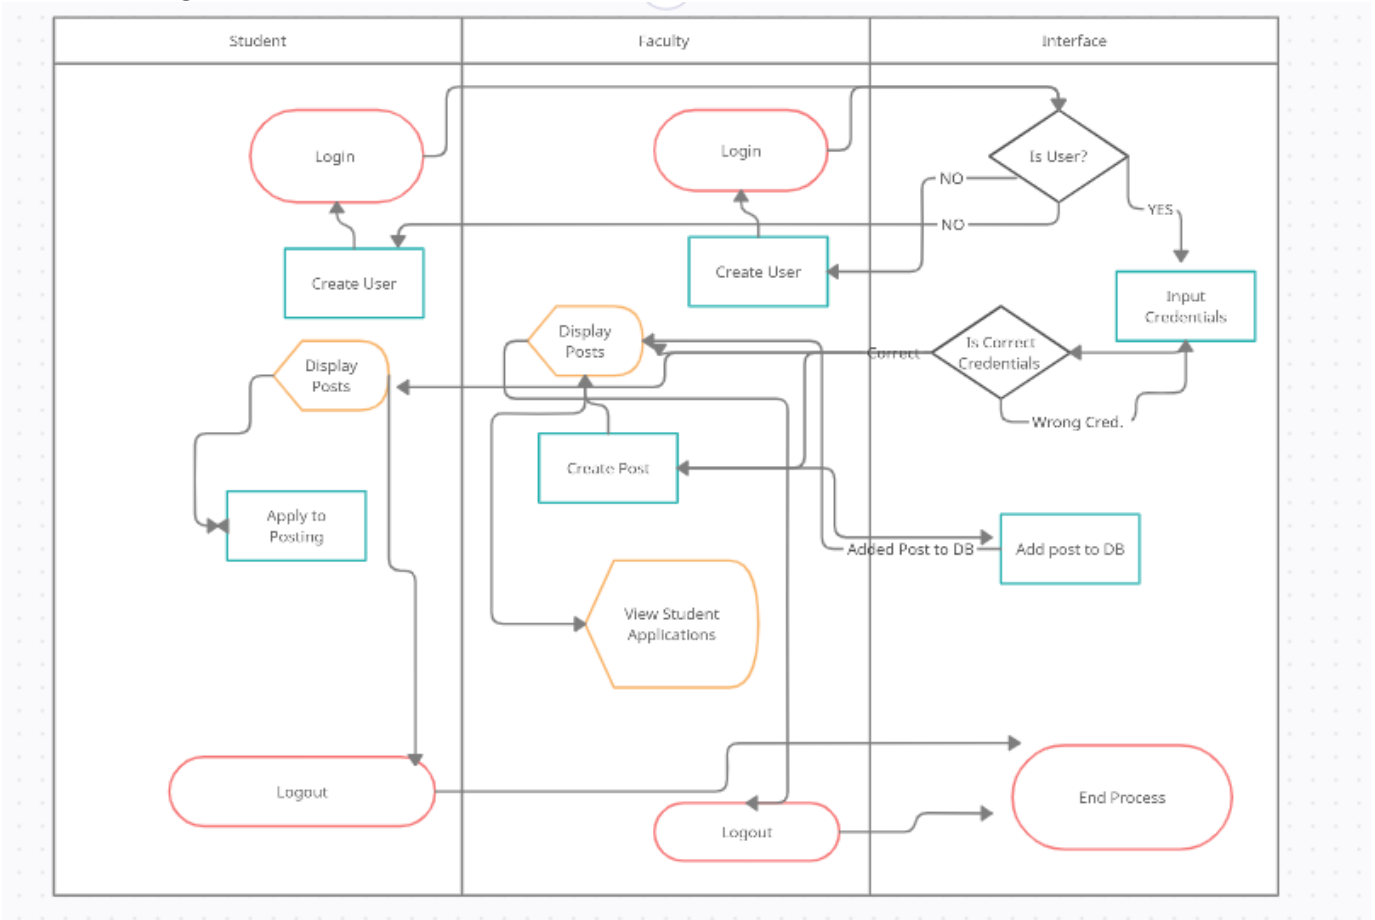 Student
Faculty
Interface
Login
Login
Is User?
NO
YES
NO
Create User
Create User
Input
Credentials
Display
Posts
Is Correct
Credentials
Correct
Display
Posts
Wrong Cred.
Create Post
Apply to
Posting
Added Post to DB
Add post to DB
View Student
Applications
Logout
End Process
Logout